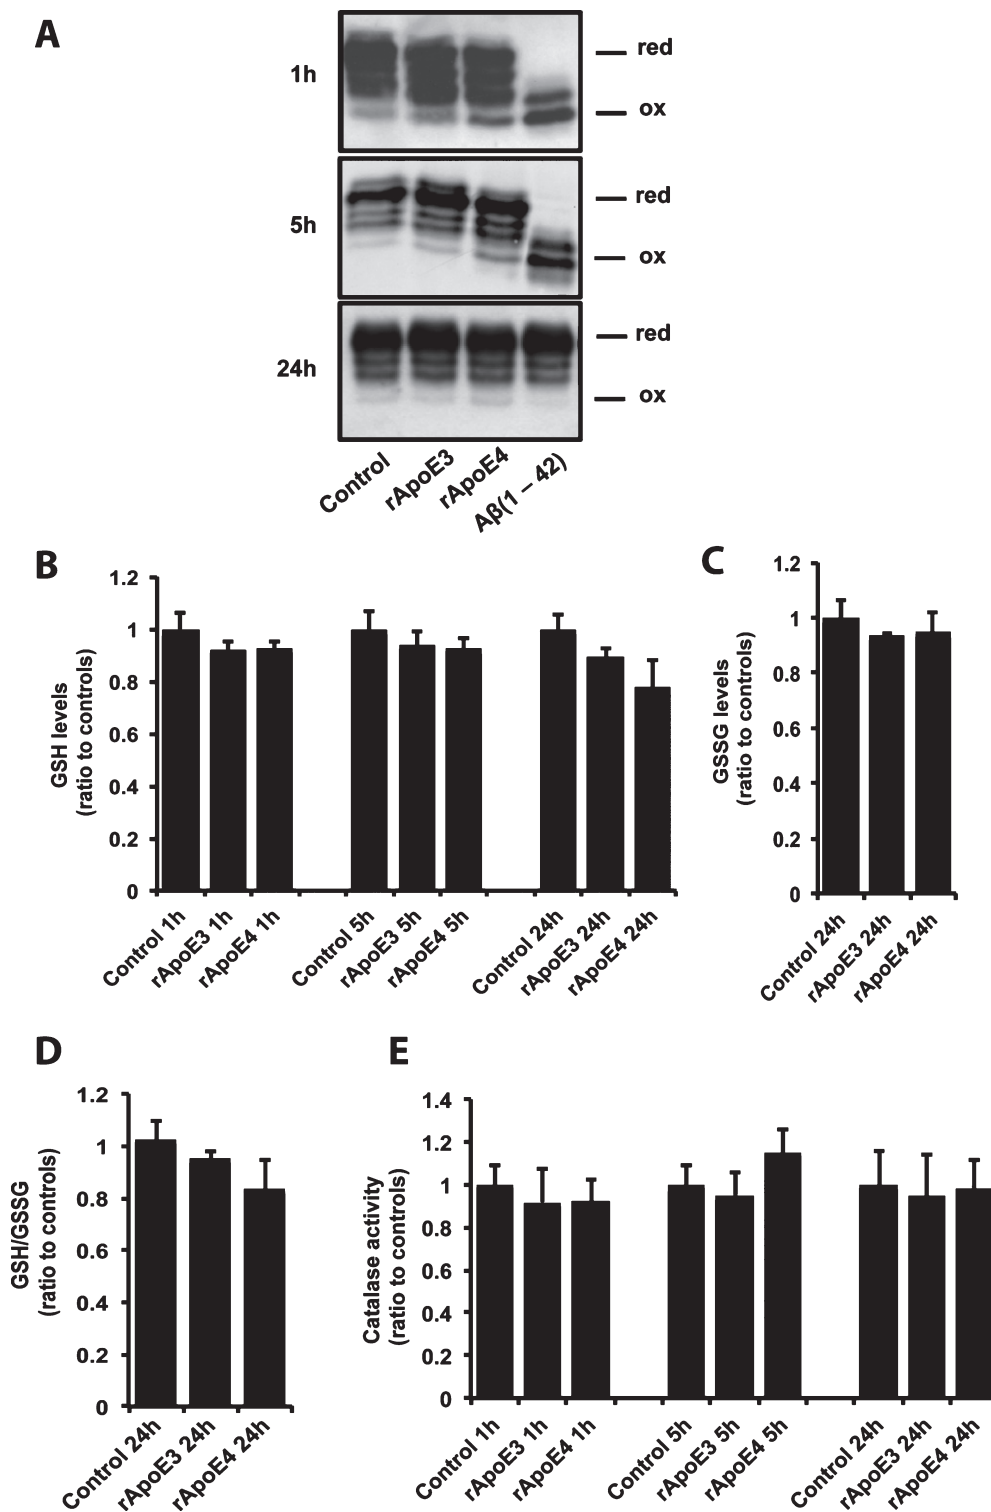 A
1h
red
ox
5h
red
ox
24h
red
ox
Control
rApoE3
rApoE4
Aβ(1 – 42)
B
GSH levels
(ratio to controls)
1.2
1
0.8
0.6
0.4
0.2
0
Control 1h
rApoE3 1h
rApoE4 1h
Control 5h
rApoE3 5h
rApoE4 5h
Control 24h
rApoE3 24h
rApoE4 24h
C
GSSG levels
(ratio to controls)
1.2
1
0.8
0.6
0.4
0.2
0
Control 24h
rApoE3 24h
rApoE4 24h
D
GSH/GSSG
(ratio to controls)
1.2
1
0.8
0.6
0.4
0.2
0
Control 24h
rApoE3 24h
rApoE4 24h
E
Catalase activity
(ratio to controls)
1.4
1.2
1
0.8
0.6
0.4
0.2
0
Control 1h
rApoE3 1h
rApoE4 1h
Control 5h
rApoE3 5h
rApoE4 5h
Control 24h
rApoE3 24h
rApoE4 24h